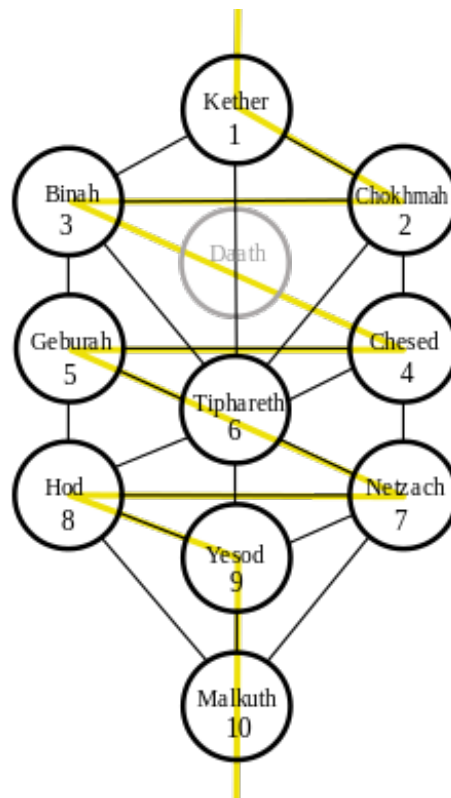 Kether
1
Binah
3
Chokhmah
2
Daath
Geburah
5
Chesed
4
Tiphareth
6
Hod
8
Netzach
7
Yesod
9
Malkuth
10